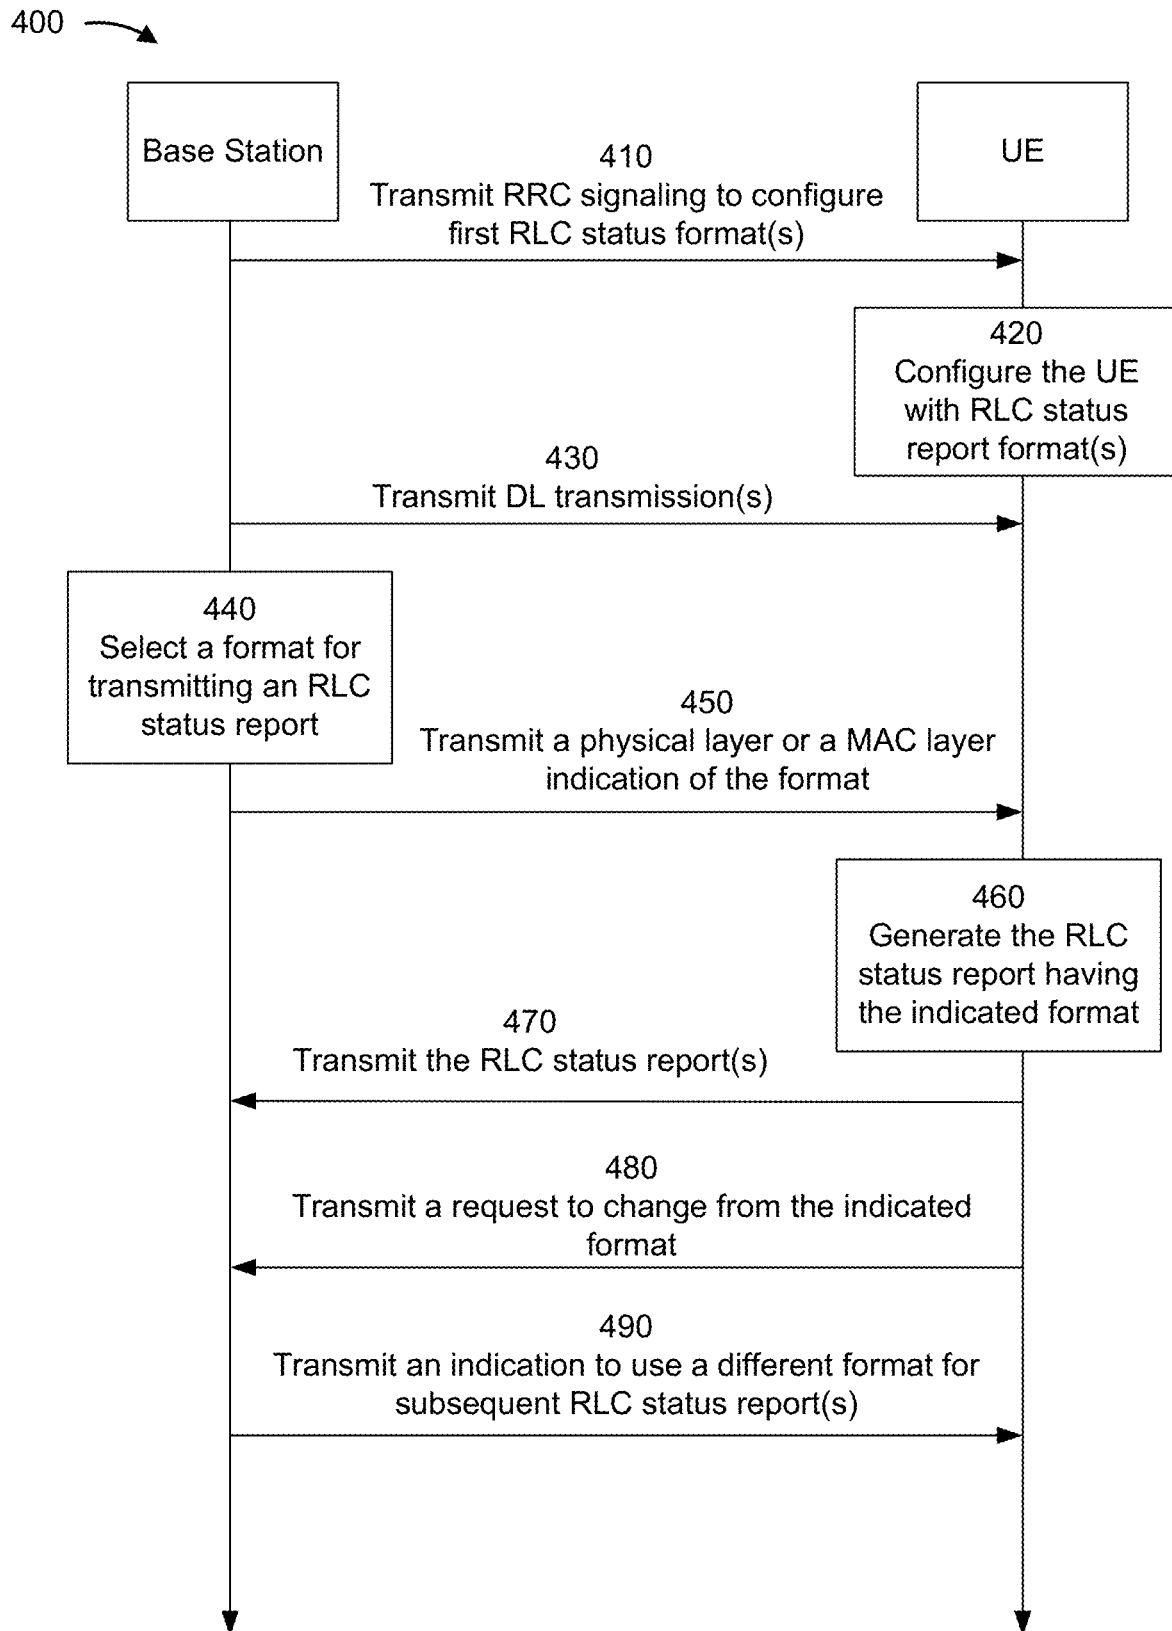 400
Base Station
UE
410
Transmit RRC signaling to configure
first RLC status format(s)
420
Configure the UE
with RLC status
report format(s)
430
Transmit DL transmission(s)
440
Select a format for
transmitting an RLC
status report
450
Transmit a physical layer or a MAC layer
indication of the format
460
Generate the RLC
status report having
the indicated format
470
Transmit the RLC status report(s)
480
Transmit a request to change from the indicated
format
490
Transmit an indication to use a different format for
subsequent RLC status report(s)